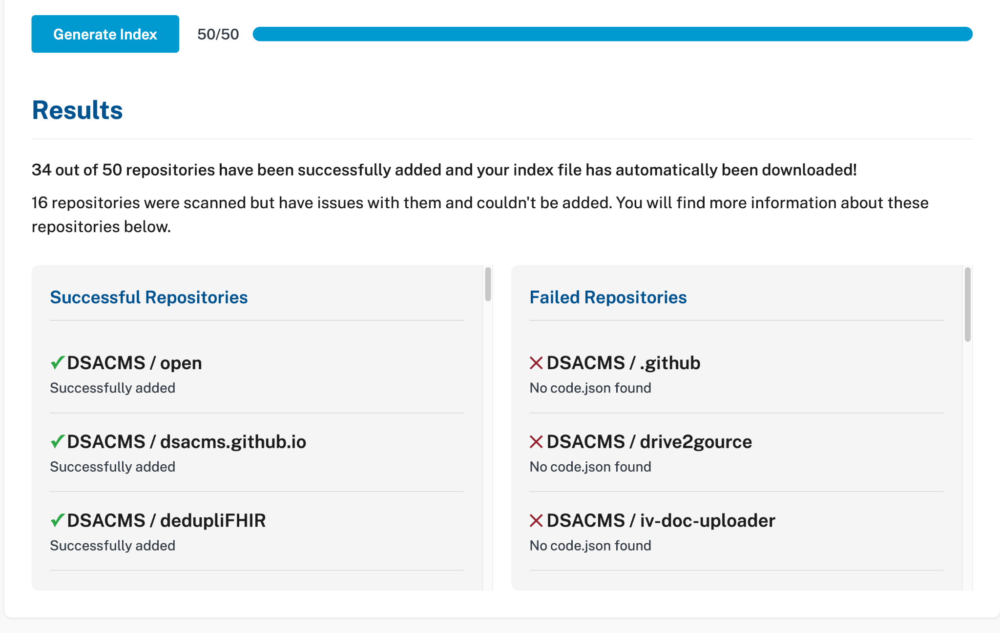 Generate Index
50/50
Results
34 out of 50 repositories have been successfully added and your index file has automatically been downloaded!
16 repositories were scanned but have issues with them and couldn't be added. You will find more information about these
repositories below.
Successful Repositories
DSACMS / open
Successfully added
DSACMS / dsacms.github.io
Successfully added
DSACMS / dedupliFHIR
Successfully added
Failed Repositories
DSACMS / .github
No code.json found
DSACMS / drive2gource
No code.json found
DSACMS / iv-doc-uploader
No code.json found